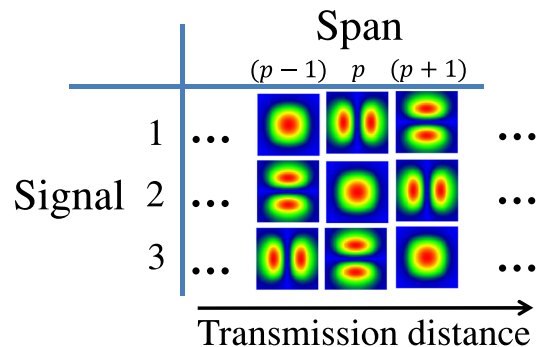 Span
(p − 1) p (p + 1)
1 ... ...
Signal 2 ... ...
3 ... ...
Transmission distance